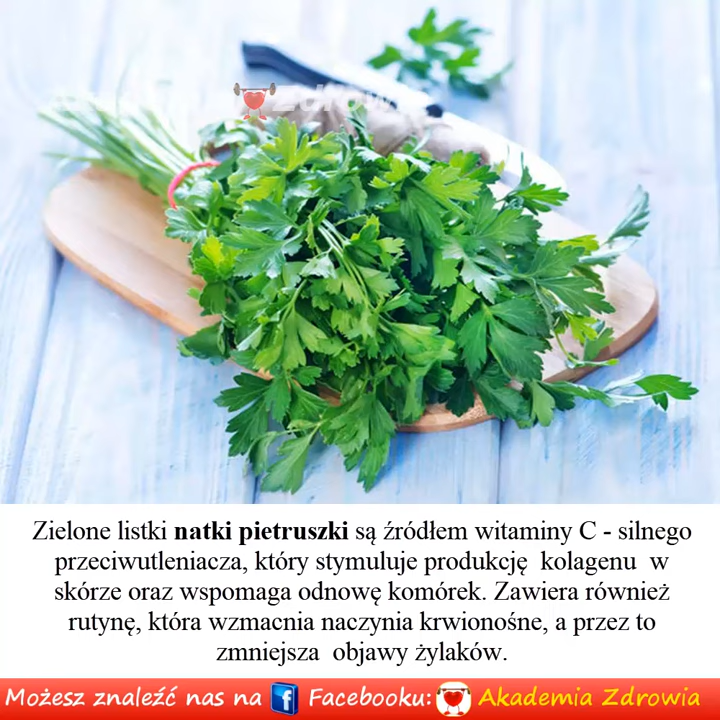 Zdrowia
Zielone listki natki pietruszki są źródłem witaminy C - silnego
przeciwutleniacza, który stymuluje produkcję kolagenu w
skórze oraz wspomaga odnowę komórek. Zawiera również
rutynę, która wzmacnia naczynia krwionośne, a przez to
zmniejsza objawy żylaków.
Możesz znaleźć nas na f Facebooku: Akademia Zdrowia